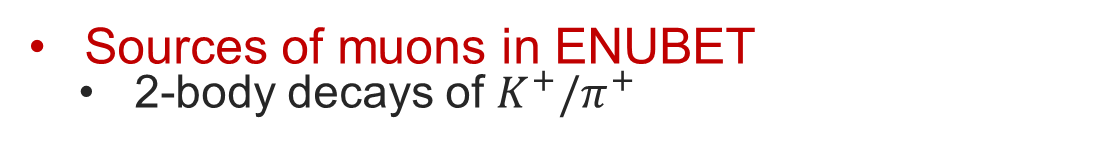 • Sources of muons in ENUBET
• 2-body decays of 𝐾⁺/𝜋⁺